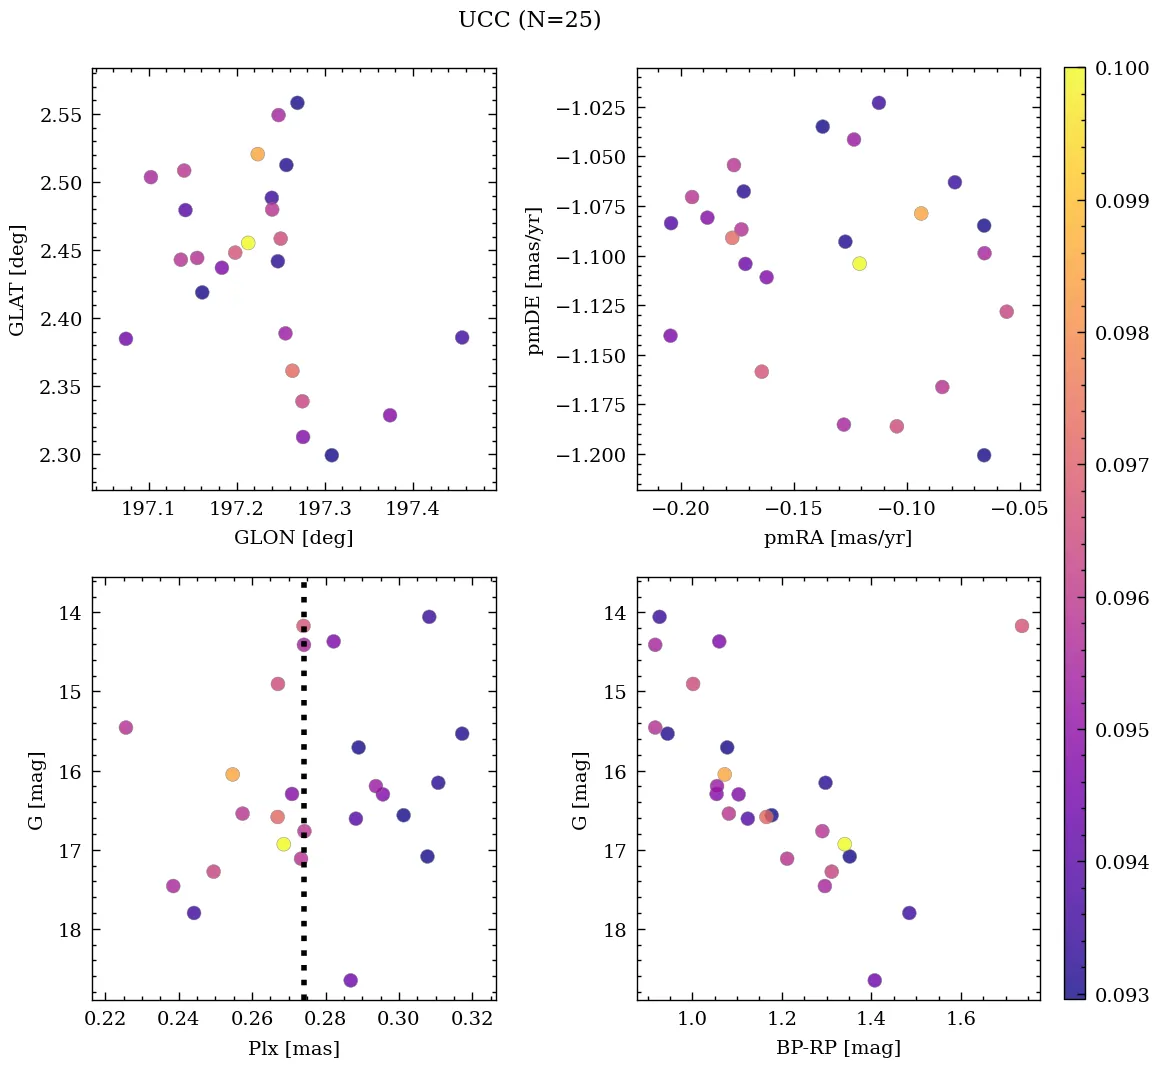 UCC (N=25)
2.55
2.50
2.45
2.40
2.35
2.30
GLAT [deg]
197.1 197.2 197.3 197.4
GLON [deg]
−1.025
−1.050
−1.075
−1.100
−1.125
−1.150
−1.175
−1.200
pmDE [mas/yr]
−0.20 −0.15 −0.10 −0.05
pmRA [mas/yr]
14
15
16
17
18
G [mag]
0.22 0.24 0.26 0.28 0.30 0.32
Plx [mas]
14
15
16
17
18
G [mag]
1.0 1.2 1.4 1.6
BP-RP [mag]
0.100
0.099
0.098
0.097
0.096
0.095
0.094
0.093